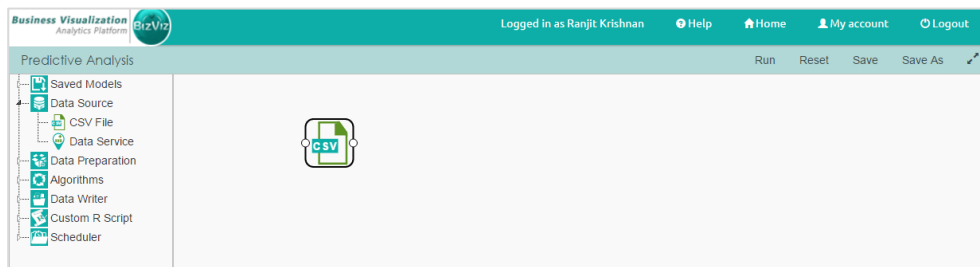 Business Visualization
Analytics Platform
BizViz
Logged in as Ranjit Krishnan
Help
Home
My account
Logout
Predictive Analysis
Run
Reset
Save
Save As
Saved Models
Data Source
CSV File
Data Service
Data Preparation
Algorithms
Data Writer
Custom R Script
Scheduler
CSV